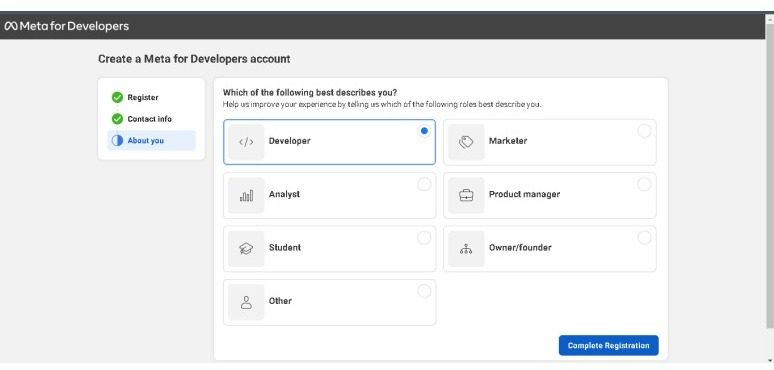 Meta for Developers
Create a Meta for Developers account
Register
Contact info
About you
Which of the following best describes you?
Help us improve your experience by telling us which of the following roles best describe you.
</> Developer
Marketer
Analyst
Product manager
Student
Owner/founder
Other
Complete Registration